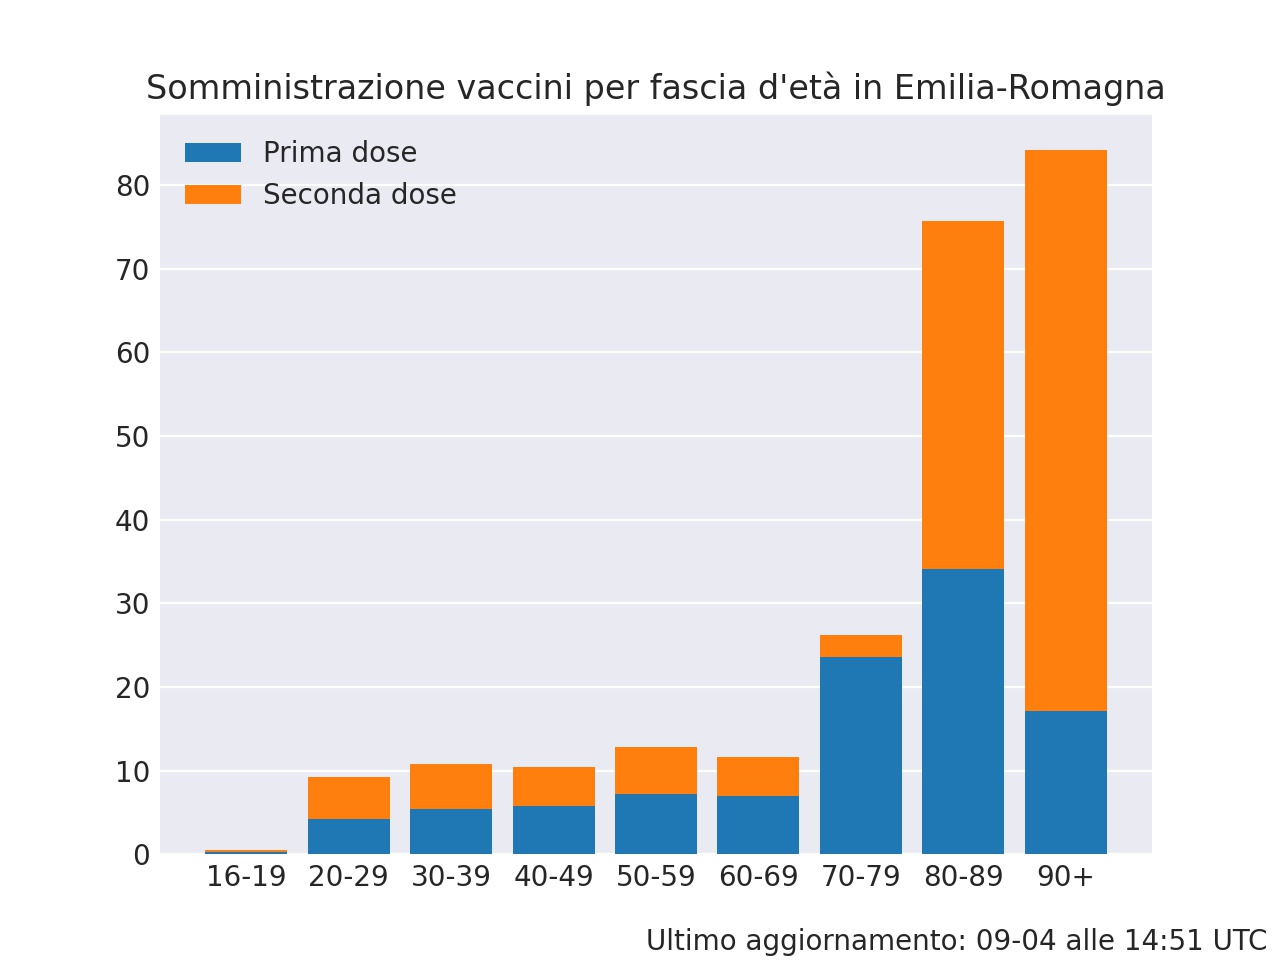 Somministrazione vaccini per fascia d'età in Emilia-Romagna
Prima dose
Seconda dose
80
70
60
50
40
30
20
10
0
16-19 20-29 30-39 40-49 50-59 60-69 70-79 80-89 90+
Ultimo aggiornamento: 09-04 alle 14:51 UTC